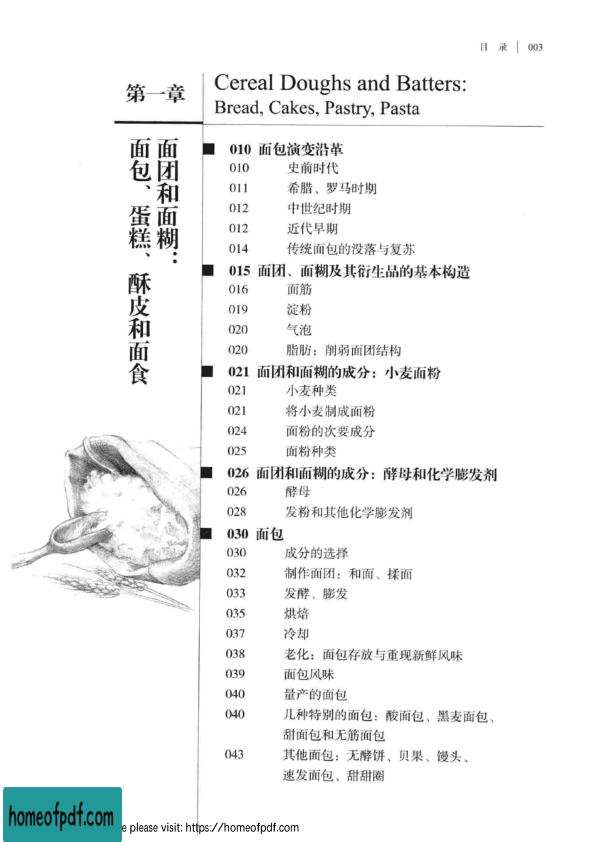 目 录 | 003
第一章
Cereal Doughs and Batters:
Bread, Cakes, Pastry, Pasta
面团和面糊：
面包、蛋糕、酥皮和面食
010 面包演变沿革
010 史前时代
011 希腊、罗马时期
012 中世纪时期
012 近代早期
014 传统面包的没落与复苏
015 面团、面糊及其衍生品的基本构造
016 面筋
019 淀粉
020 气泡
020 脂肪：削弱面团结构
021 面团和面糊的成分：小麦面粉
021 小麦种类
021 将小麦制成面粉
024 面粉的次要成分
025 面粉种类
026 面团和面糊的成分：酵母和化学膨发剂
026 酵母
028 发粉和其他化学膨发剂
030 面包
030 成分的选择
032 制作面团：和面、揉面
033 发酵、膨发
035 烘焙
037 冷却
038 老化：面包存放与重现新鲜风味
039 面包风味
040 量产的面包
040 几种特别的面包：酸面包、黑麦面包、
甜面包和无筋面包
043 其他面包：无酵饼、贝果、馒头、
速发面包、甜甜圈
homeofpdf.com
e please visit: https://homeofpdf.com